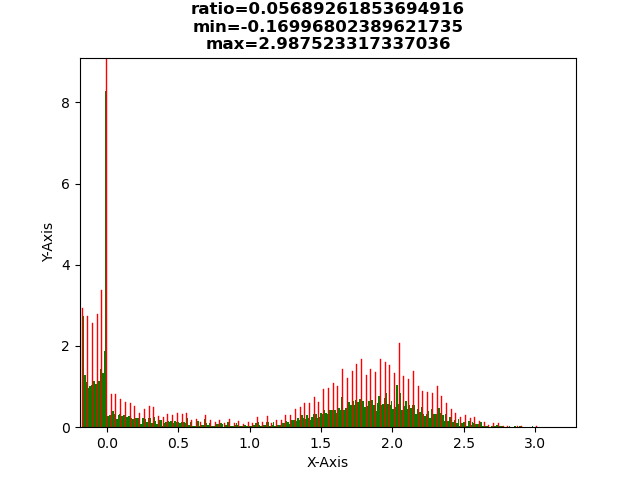 ratio=0.05689261853694916
min=-0.16996802389621735
max=2.987523317337036
8
6
4
2
0
Y-Axis
0.0 0.5 1.0 1.5 2.0 2.5 3.0
X-Axis